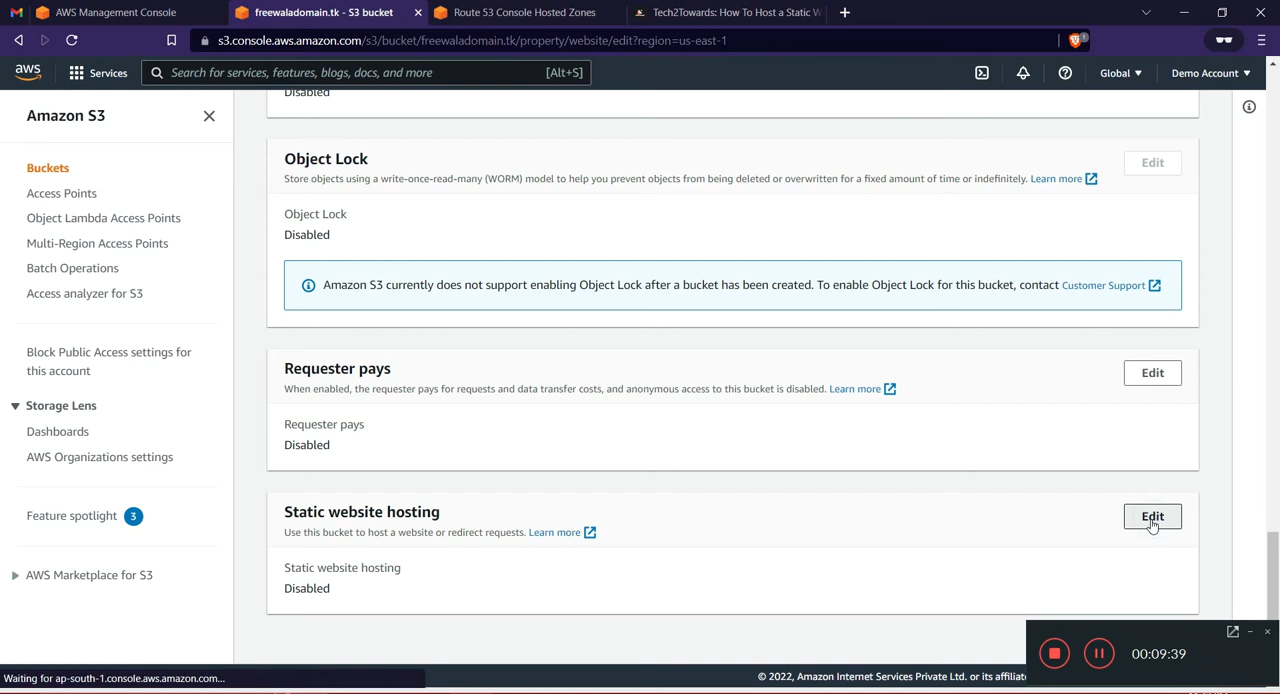 AWS Management Console
freewaladomain.tk - S3 bucket
Route 53 Console Hosted Zones
Tech2Towards: How To Host a Static W
s3.console.aws.amazon.com/s3/bucket/freewaladomain.tk/property/website/edit?region=us-east-1
1
aws
Services
Search for services, features, blogs, docs, and more
[Alt+S]
Global
Demo Account
Amazon S3
Buckets
Access Points
Object Lambda Access Points
Multi-Region Access Points
Batch Operations
Access analyzer for S3
Block Public Access settings for
this account
Storage Lens
Dashboards
AWS Organizations settings
Feature spotlight 3
AWS Marketplace for S3
Disabled
Object Lock
Edit
Store objects using a write-once-read-many (WORM) model to help you prevent objects from being deleted or overwritten for a fixed amount of time or indefinitely. Learn more
Object Lock
Disabled
Amazon S3 currently does not support enabling Object Lock after a bucket has been created. To enable Object Lock for this bucket, contact Customer Support
Requester pays
Edit
When enabled, the requester pays for requests and data transfer costs, and anonymous access to this bucket is disabled. Learn more
Requester pays
Disabled
Static website hosting
Edit
Use this bucket to host a website or redirect requests. Learn more
Static website hosting
Disabled
00:09:39
Waiting for ap-south-1.console.aws.amazon.com...
© 2022, Amazon Internet Services Private Ltd. or its affiliate